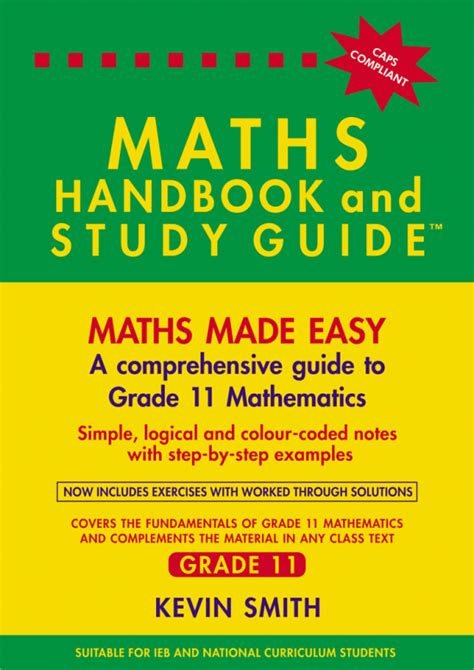 CAPS
COMPLIANT
MATHS
HANDBOOK and
STUDY GUIDE™
MATHS MADE EASY
A comprehensive guide to
Grade 11 Mathematics
Simple, logical and colour-coded notes
with step-by-step examples
NOW INCLUDES EXERCISES WITH WORKED THROUGH SOLUTIONS
COVERS THE FUNDAMENTALS OF GRADE 11 MATHEMATICS
AND COMPLEMENTS THE MATERIAL IN ANY CLASS TEXT
GRADE 11
KEVIN SMITH
SUITABLE FOR IEB AND NATIONAL CURRICULUM STUDENTS